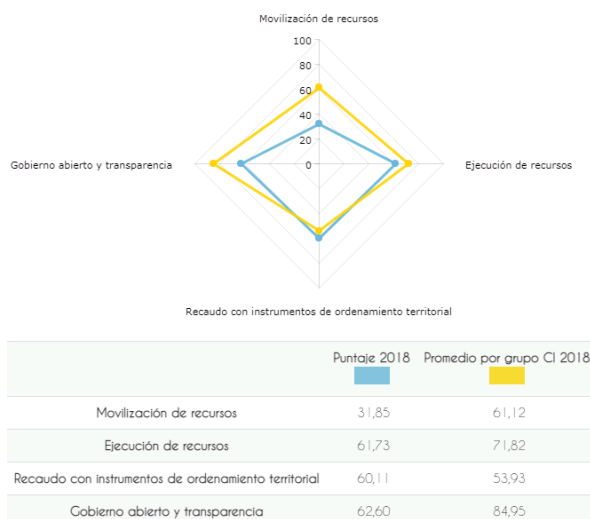 Movilización de recursos
100
80
60
40
20
0
Gobierno abierto y transparencia
Ejecución de recursos
Recaudo con instrumentos de ordenamiento territorial
Puntaje 2018 Promedio por grupo CI 2018
Movilización de recursos 31,85 61,12
Ejecución de recursos 61,73 71,82
Recaudo con instrumentos de ordenamiento territorial 60,11 53,93
Gobierno abierto y transparencia 62,60 84,95